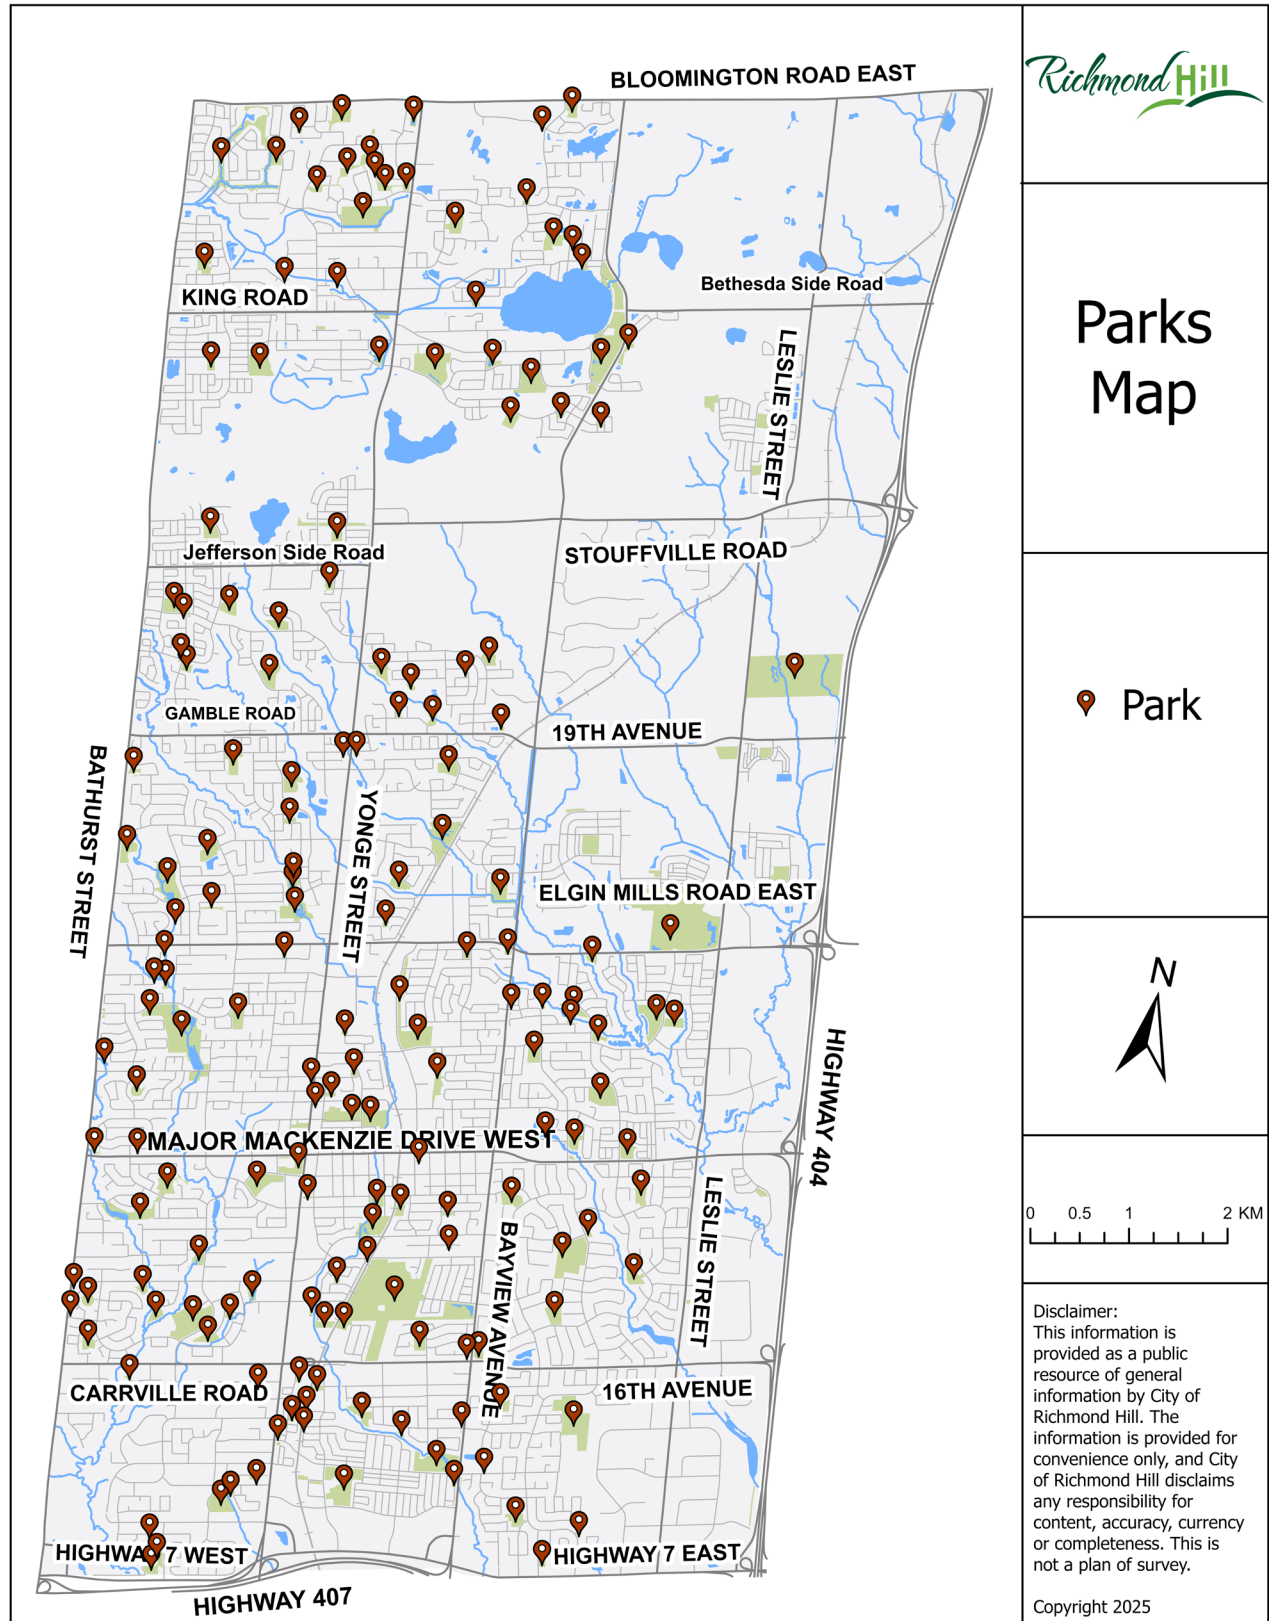 BLOOMINGTON ROAD EAST
KING ROAD
Bethesda Side Road
LESLIE STREET
Jefferson Side Road
STOUFFVILLE ROAD
GAMBLE ROAD
19TH AVENUE
BATHURST STREET
YONGE STREET
ELGIN MILLS ROAD EAST
HIGHWAY 404
MAJOR MACKENZIE DRIVE WEST
LESLIE STREET
BAYVIEW AVENUE
CARRVILLE ROAD
16TH AVENUE
HIGHWAY 7 WEST
HIGHWAY 7 EAST
HIGHWAY 407
Richmond Hill
Parks
Map
Park
N
0 0.5 1 2 KM
Disclaimer:
This information is
provided as a public
resource of general
information by City of
Richmond Hill. The
information is provided for
convenience only, and City
of Richmond Hill disclaims
any responsibility for
content, accuracy, currency
or completeness. This is
not a plan of survey.
Copyright 2025